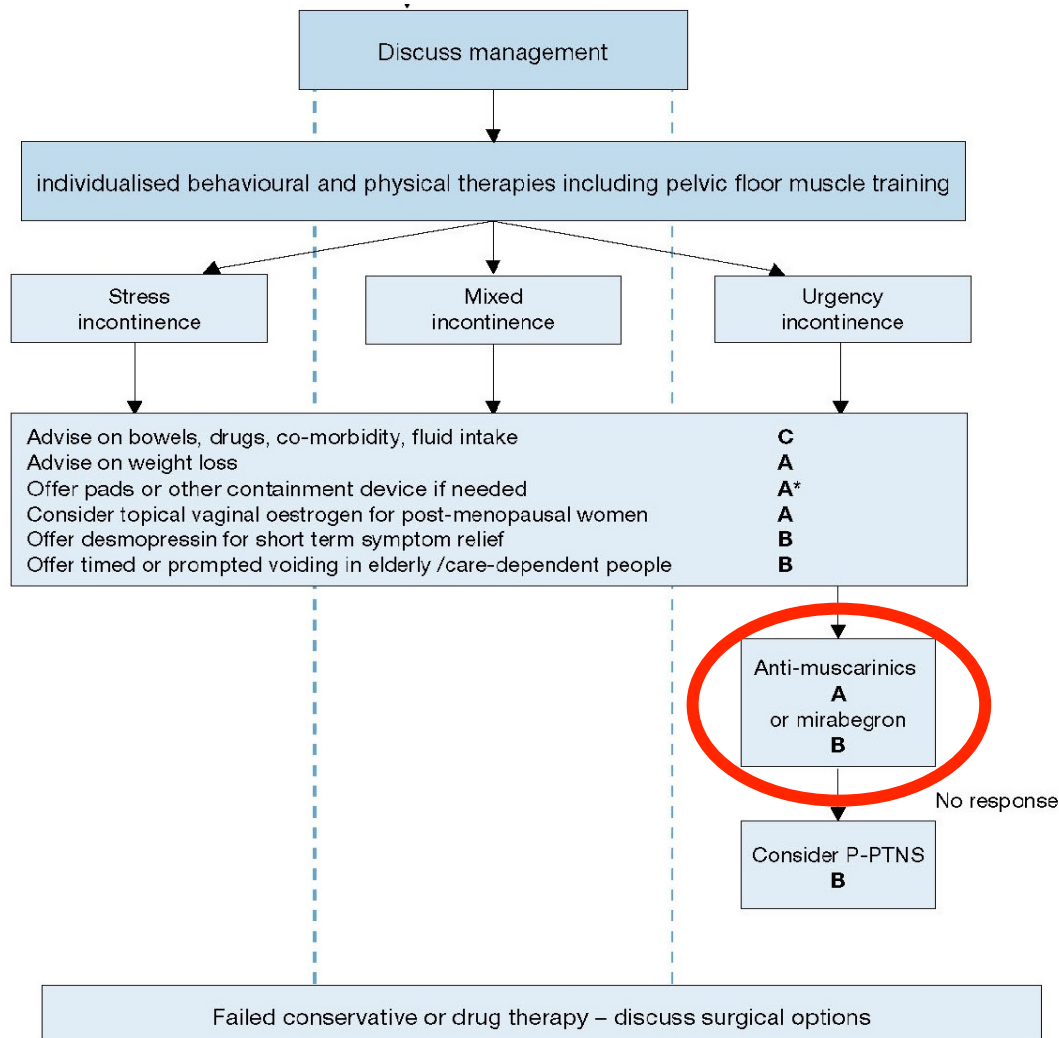 Discuss management
individualised behavioural and physical therapies including pelvic floor muscle training
Stress
incontinence
Mixed
incontinence
Urgency
incontinence
Advise on bowels, drugs, co-morbidity, fluid intake C
Advise on weight loss A
Offer pads or other containment device if needed A*
Consider topical vaginal oestrogen for post-menopausal women A
Offer desmopressin for short term symptom relief B
Offer timed or prompted voiding in elderly /care-dependent people B
Anti-muscarinics
A
or mirabegron
B
No response
Consider P-PTNS
B
Failed conservative or drug therapy – discuss surgical options